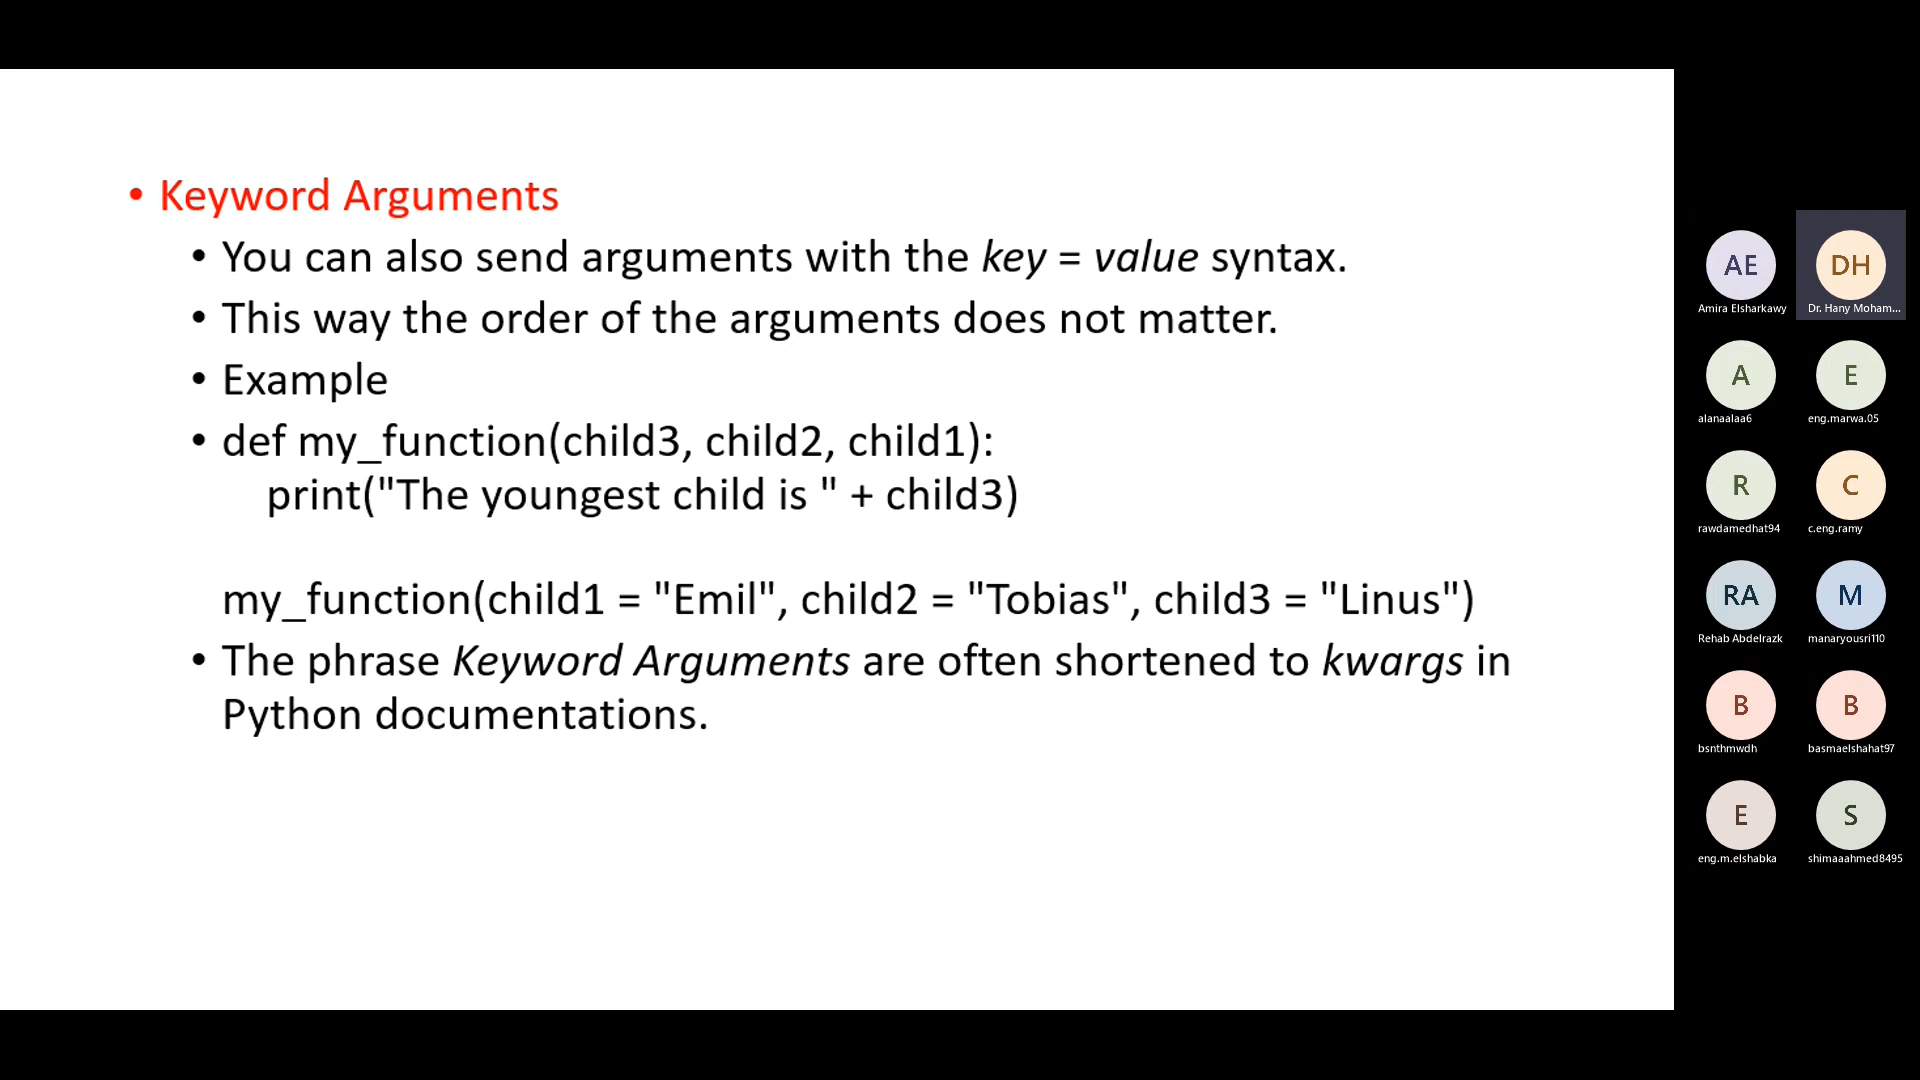 • Keyword Arguments
• You can also send arguments with the key = value syntax.
• This way the order of the arguments does not matter.
• Example
• def my_function(child3, child2, child1):
print("The youngest child is " + child3)
my_function(child1 = "Emil", child2 = "Tobias", child3 = "Linus")
• The phrase Keyword Arguments are often shortened to kwargs in
Python documentations.
AE
Amira Elsharkawy
DH
Dr. Hany Moham...
A
alanaalaa6
E
eng.marwa.05
R
rawdamedhat94
C
c.eng.ramy
RA
Rehab Abdelrazk
M
manaryousri110
B
bsnthmwdh
B
basmaelshahat97
E
eng.m.elshabka
S
shimaaahmed8495